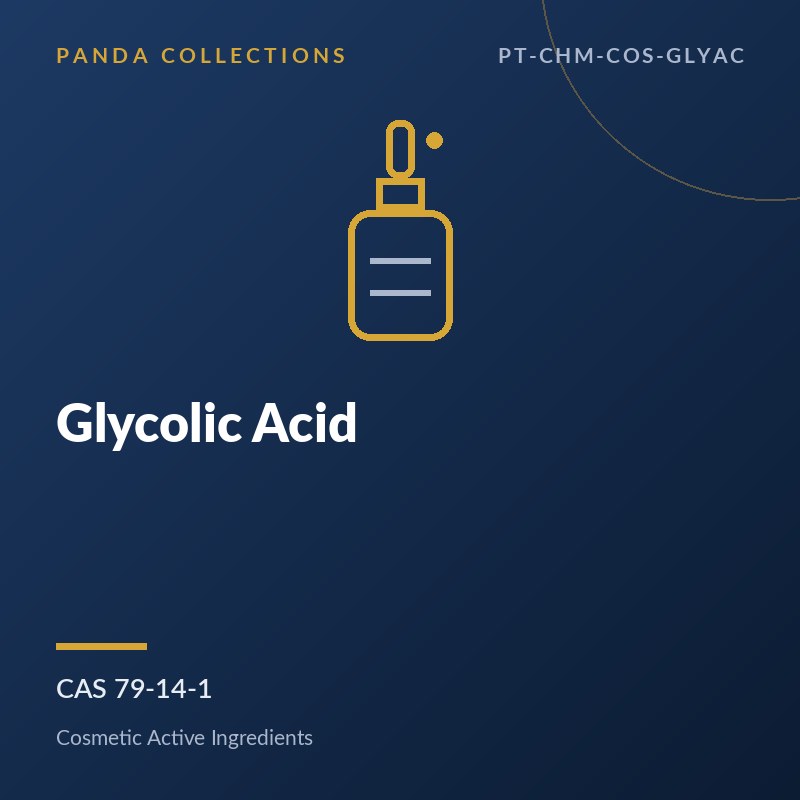 PANDA COLLECTIONS
PT-CHM-COS-GLYAC
Glycolic Acid
CAS 79-14-1
Cosmetic Active Ingredients